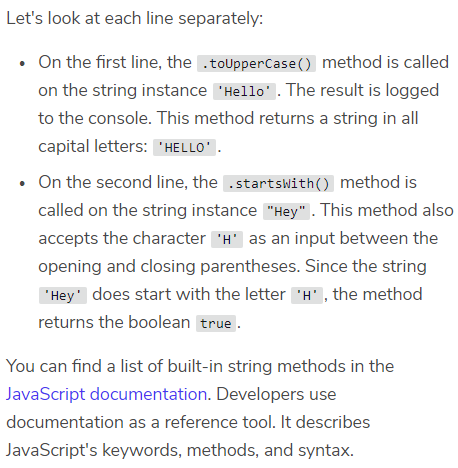 Let's look at each line separately:
• On the first line, the .toUpperCase() method is called
on the string instance 'Hello'. The result is logged
to the console. This method returns a string in all
capital letters: 'HELLO'.
• On the second line, the .startsWith() method is
called on the string instance "Hey". This method also
accepts the character 'H' as an input between the
opening and closing parentheses. Since the string
'Hey' does start with the letter 'H', the method
returns the boolean true.
You can find a list of built-in string methods in the
JavaScript documentation. Developers use
documentation as a reference tool. It describes
JavaScript's keywords, methods, and syntax.